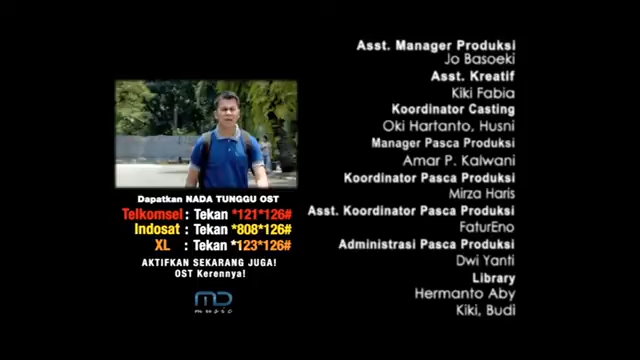 Asst. Manager Produksi
Jo Basoeki
Asst. Kreatif
Kiki Fabia
Koordinator Casting
Oki Hartanto, Husni
Manager Pasca Produksi
Amar P. Kalwani
Koordinator Pasca Produksi
Mirza Haris
Asst. Koordinator Pasca Produksi
FaturEno
Administrasi Pasca Produksi
Dwi Yanti
Library
Hermanto Aby
Kiki, Budi
Dapatkan NADA TUNGGU OST
Telkomsel : Tekan *121*126#
Indosat : Tekan *808*126#
XL : Tekan *123*126#
AKTIFKAN SEKARANG JUGA!
OST Kerennya!
MD
music